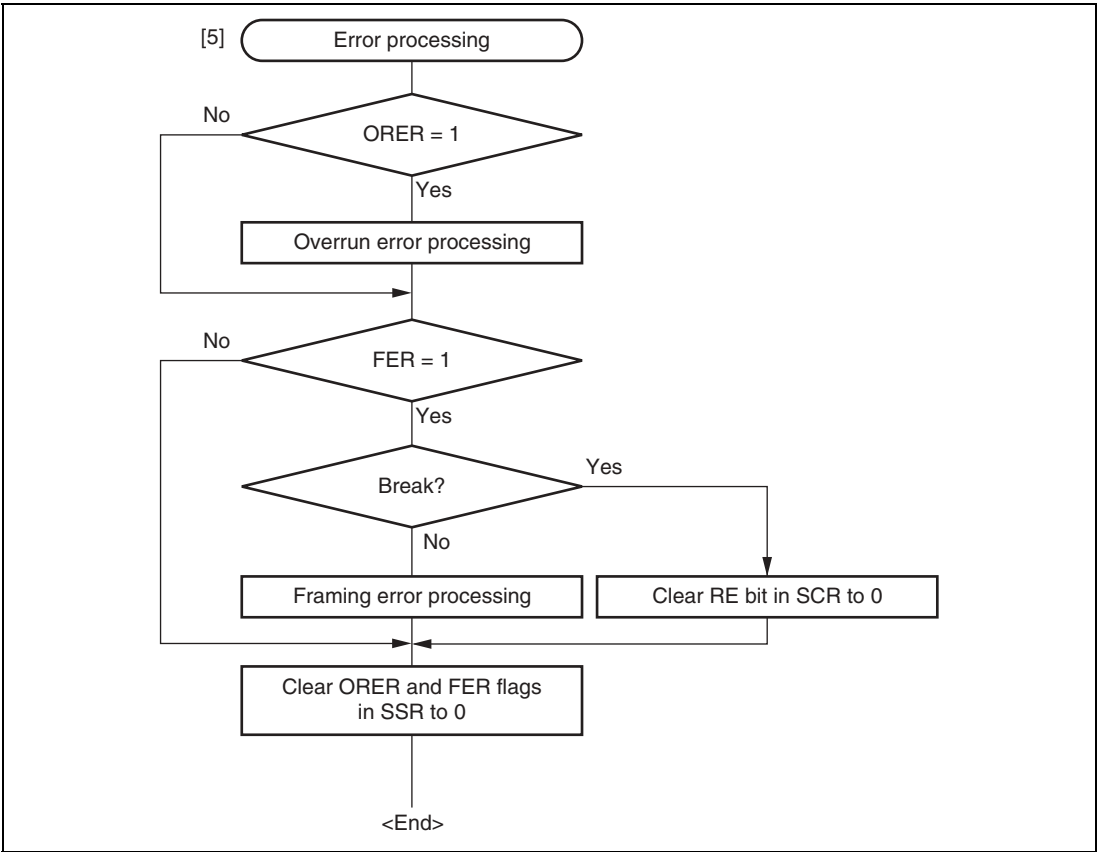 [5]
Error processing
No
ORER = 1
Yes
Overrun error processing
No
FER = 1
Yes
Break?
Yes
No
Framing error processing
Clear RE bit in SCR to 0
Clear ORER and FER flags
in SSR to 0
<End>